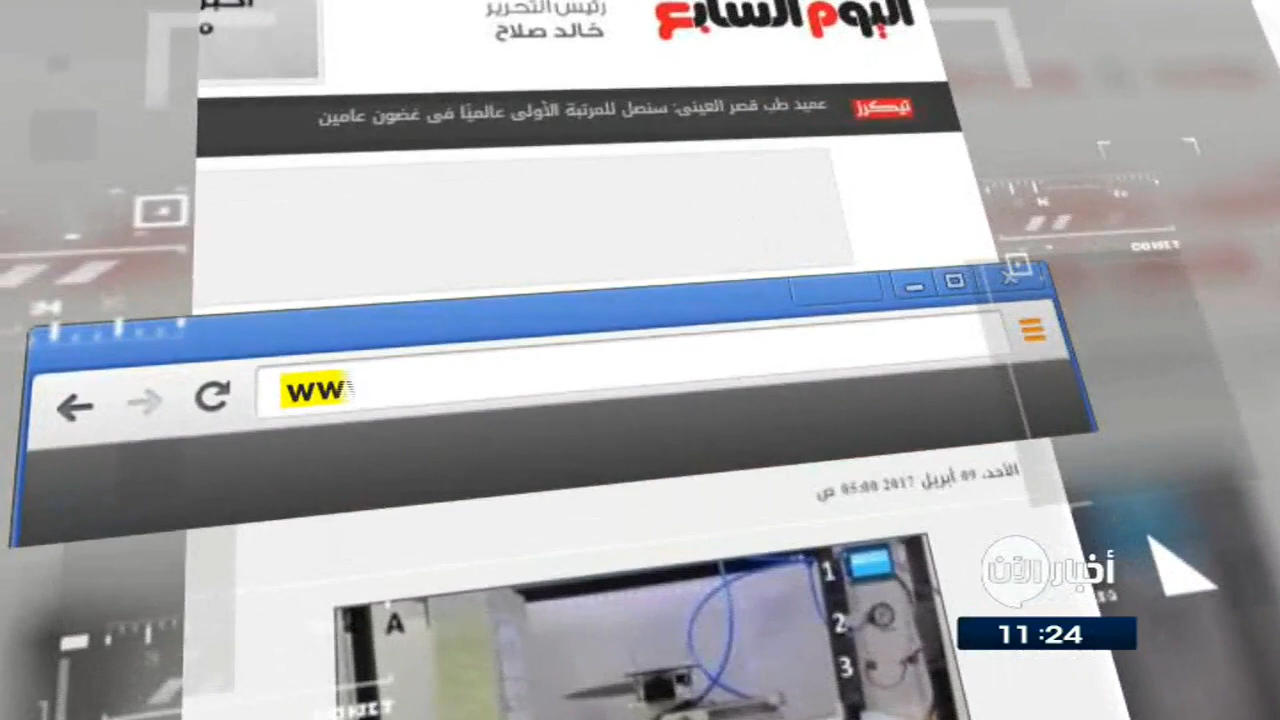 اليوم السابع
رئيس التحرير
خالد صلاح
تيكرز
عميد طب قصر العينى: سنصل للمرتبة الأولى عالميًا فى غضون عامين
WW
الأحد، 09 أبريل 2017 05:00 ص
A
1
2
3
أخبار الآن
11:24